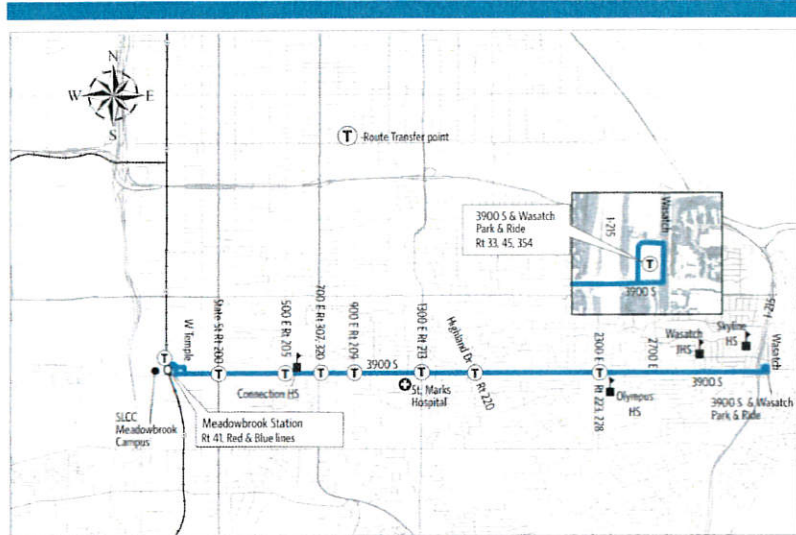 N
W
E
S
T
Route Transfer point
3900 S & Wasatch
Park & Ride
Rt 33, 45, 354
I-215
Wasatch
T
3900 S
T
W Temple
State St Rt 200
T
500 E Rt 205
T
700 E Rt 307, 320
T
900 E Rt 209
T
3900 S
1300 E Rt 213
T
Highland Dr
T
Rt 220
2300 E
T
Rt 223, 228
2700 E
Wasatch
JHS
Skyline
HS
I-215
Wasatch
3900 S
3900 S & Wasatch
Park & Ride
Olympus
HS
St. Marks
Hospital
Connection HS
SLCC
Meadowbrook
Campus
Meadowbrook Station
Rt 41, Red & Blue lines